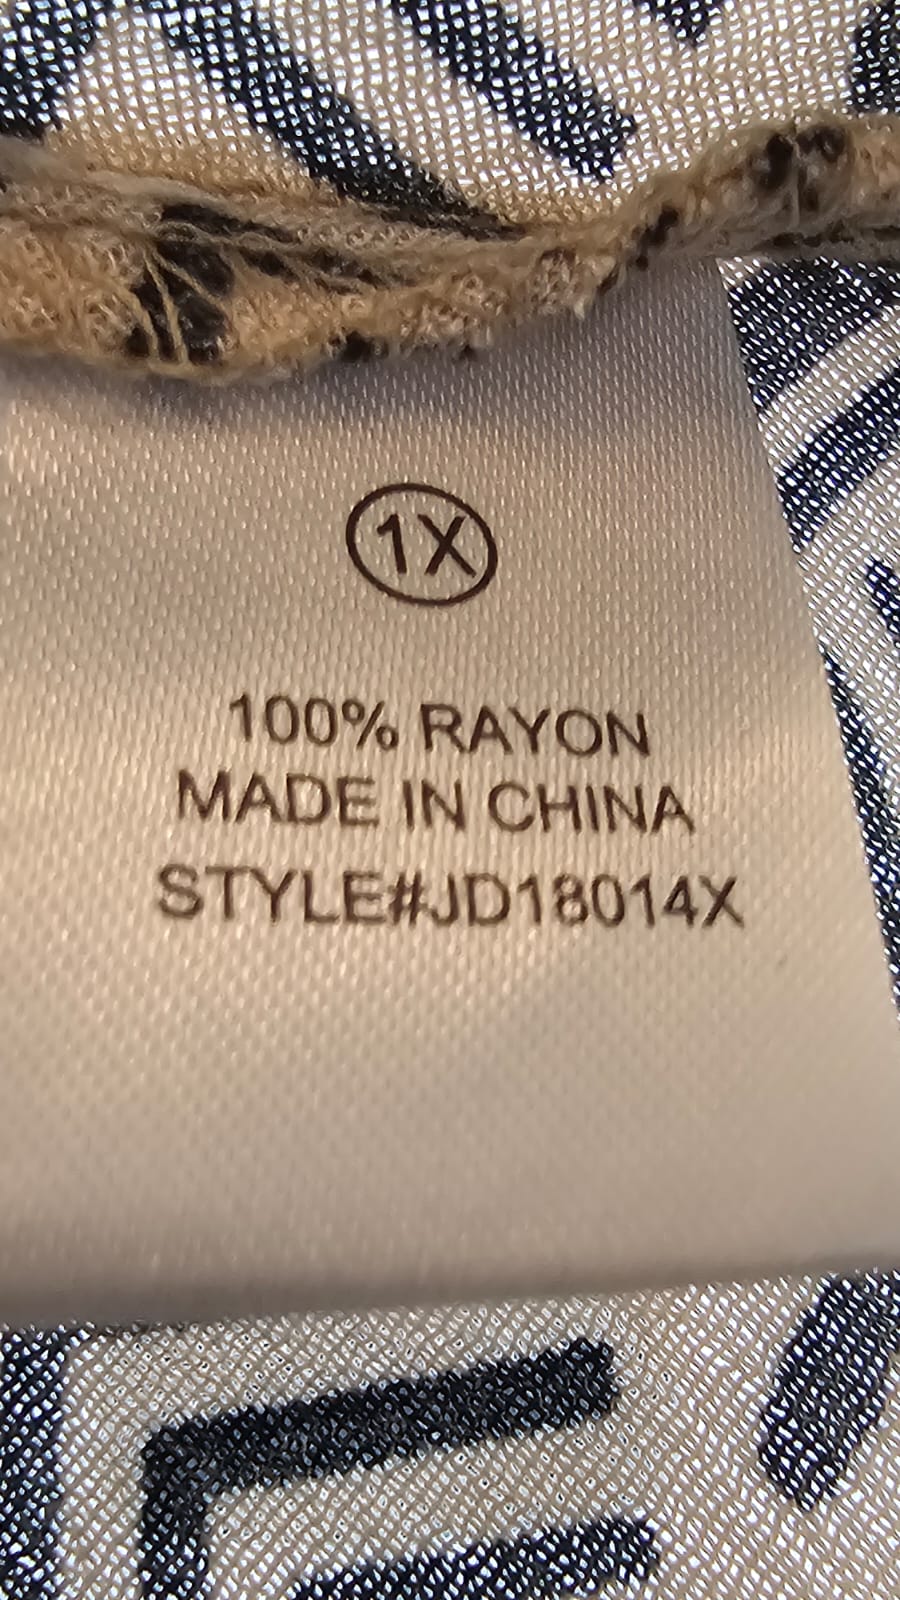 1X
100% RAYON
MADE IN CHINA
STYLE#JD18014X